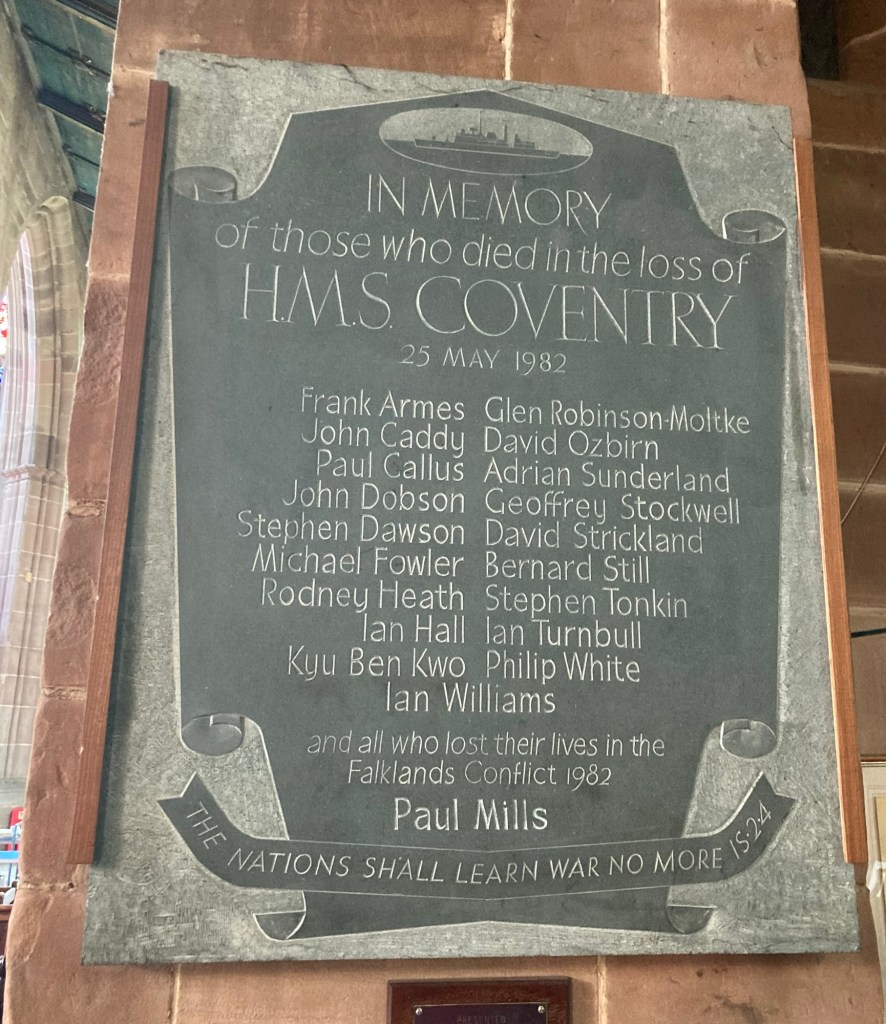 IN MEMORY
of those who died in the loss of
H.M.S. COVENTRY
25 MAY 1982
Frank Armes Glen Robinson-Moltke
John Caddy David Ozbirn
Paul Callus Adrian Sunderland
John Dobson Geoffrey Stockwell
Stephen Dawson David Strickland
Michael Fowler Bernard Still
Rodney Heath Stephen Tonkin
Ian Hall Ian Turnbull
Kyu Ben Kwo Philip White
Ian Williams
and all who lost their lives in the
Falklands Conflict 1982
Paul Mills
THE NATIONS SHALL LEARN WAR NO MORE IS·2·4
PRESENTED